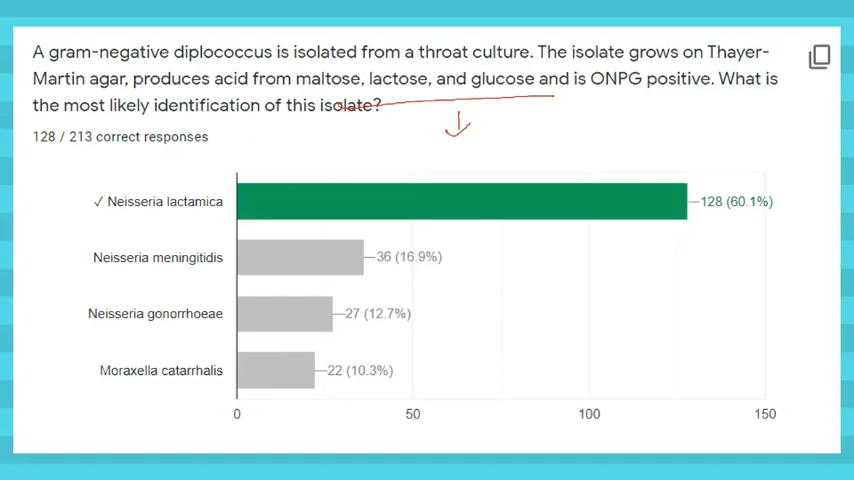 A gram-negative diplococcus is isolated from a throat culture. The isolate grows on Thayer-
Martin agar, produces acid from maltose, lactose, and glucose and is ONPG positive. What is
the most likely identification of this isolate?
128 / 213 correct responses
✓ Neisseria lactamica
128 (60.1%)
Neisseria meningitidis
36 (16.9%)
Neisseria gonorrhoeae
27 (12.7%)
Moraxella catarrhalis
22 (10.3%)
0 50 100 150